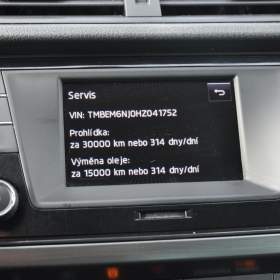 Servis
VIN: TMBEM6NJ0HZ041752
Prohlídka:
za 30000 km nebo 314 dny/dní
Výměna oleje:
za 15000 km nebo 314 dny/dní